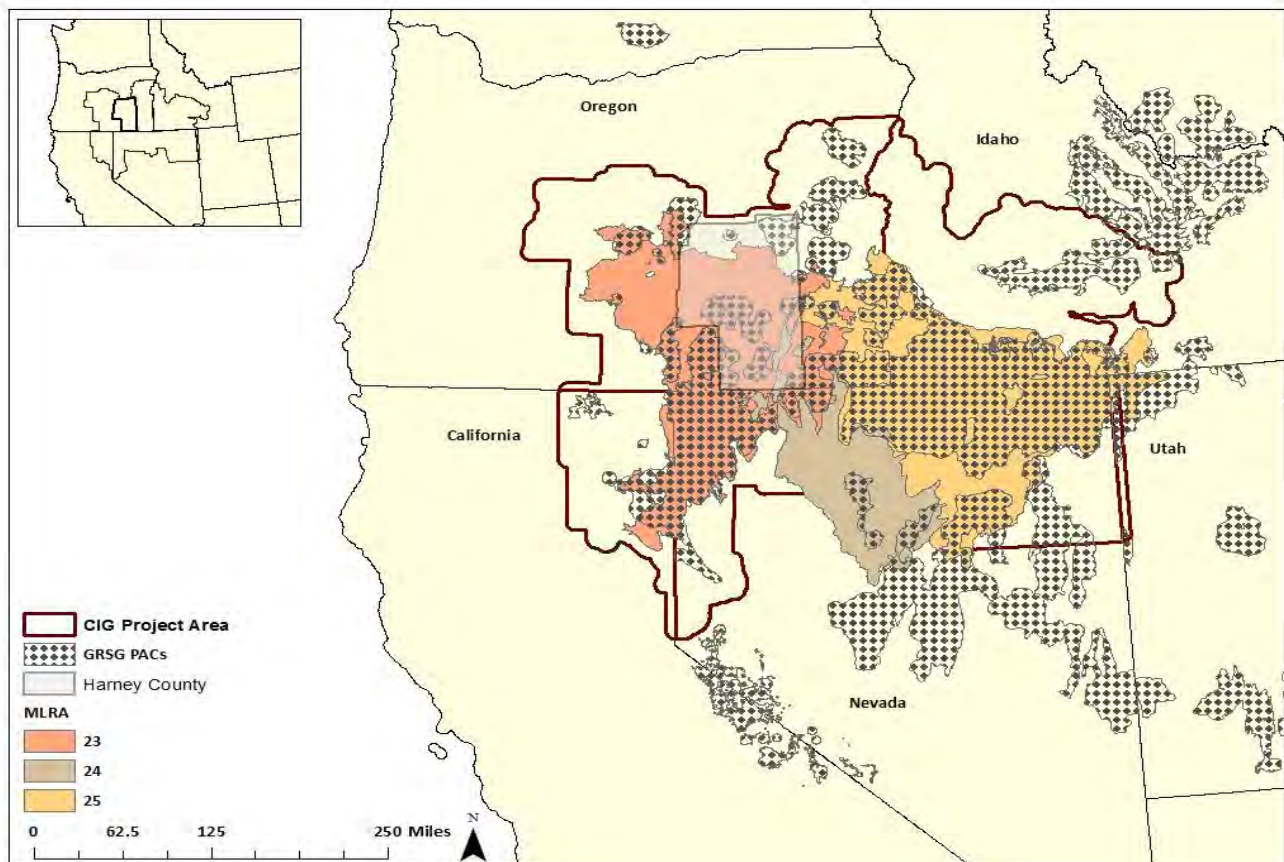 Oregon
Idaho
California
Utah
Nevada
CIG Project Area
GRSG PACs
Harney County
MLRA
23
24
25
0 62.5 125 250 Miles
N